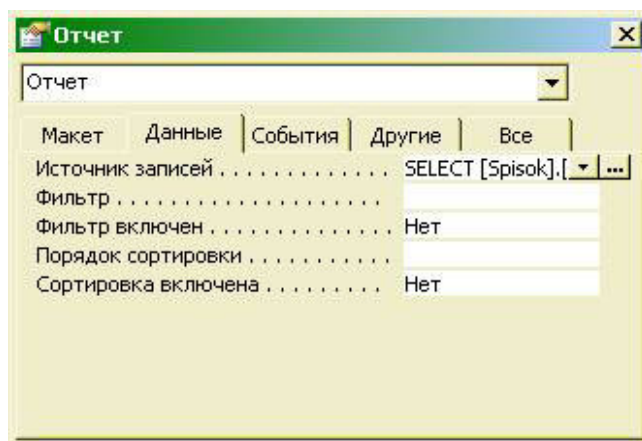 Отчет
Отчет
Макет Данные События Другие Все
Источник записей . . . . . . . . . . . . . SELECT [Spisok].[ ...
Фильтр . . . . . . . . . . . . . . . . . . . . .
Фильтр включен . . . . . . . . . . . . . . Нет
Порядок сортировки . . . . . . . . . . .
Сортировка включена . . . . . . . . . Нет